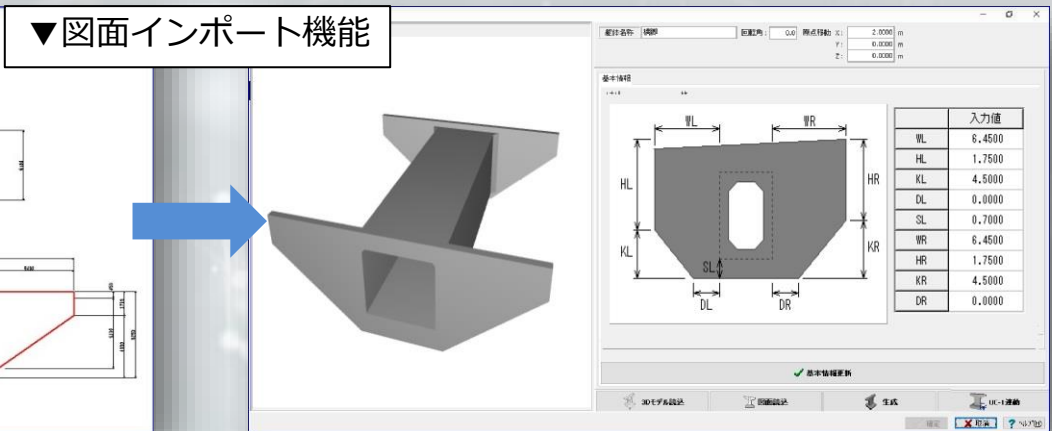 ▼図面インポート機能
躯体名称
回転角：
0.0
原点移動 X：
2.0000
m
Y：
0.0000
m
Z：
0.0000
m
基本情報
WL
WR
HL
HR
KL
KR
SL
DL
DR
入力値
WL
6.4500
HL
1.7500
KL
4.5000
DL
0.0000
SL
0.7000
WR
6.4500
HR
1.7500
KR
4.5000
DR
0.0000
基本情報更新
3Dモデル読込
図面読込
生成
UC-1連動
確定
取消
ヘルプ(H)